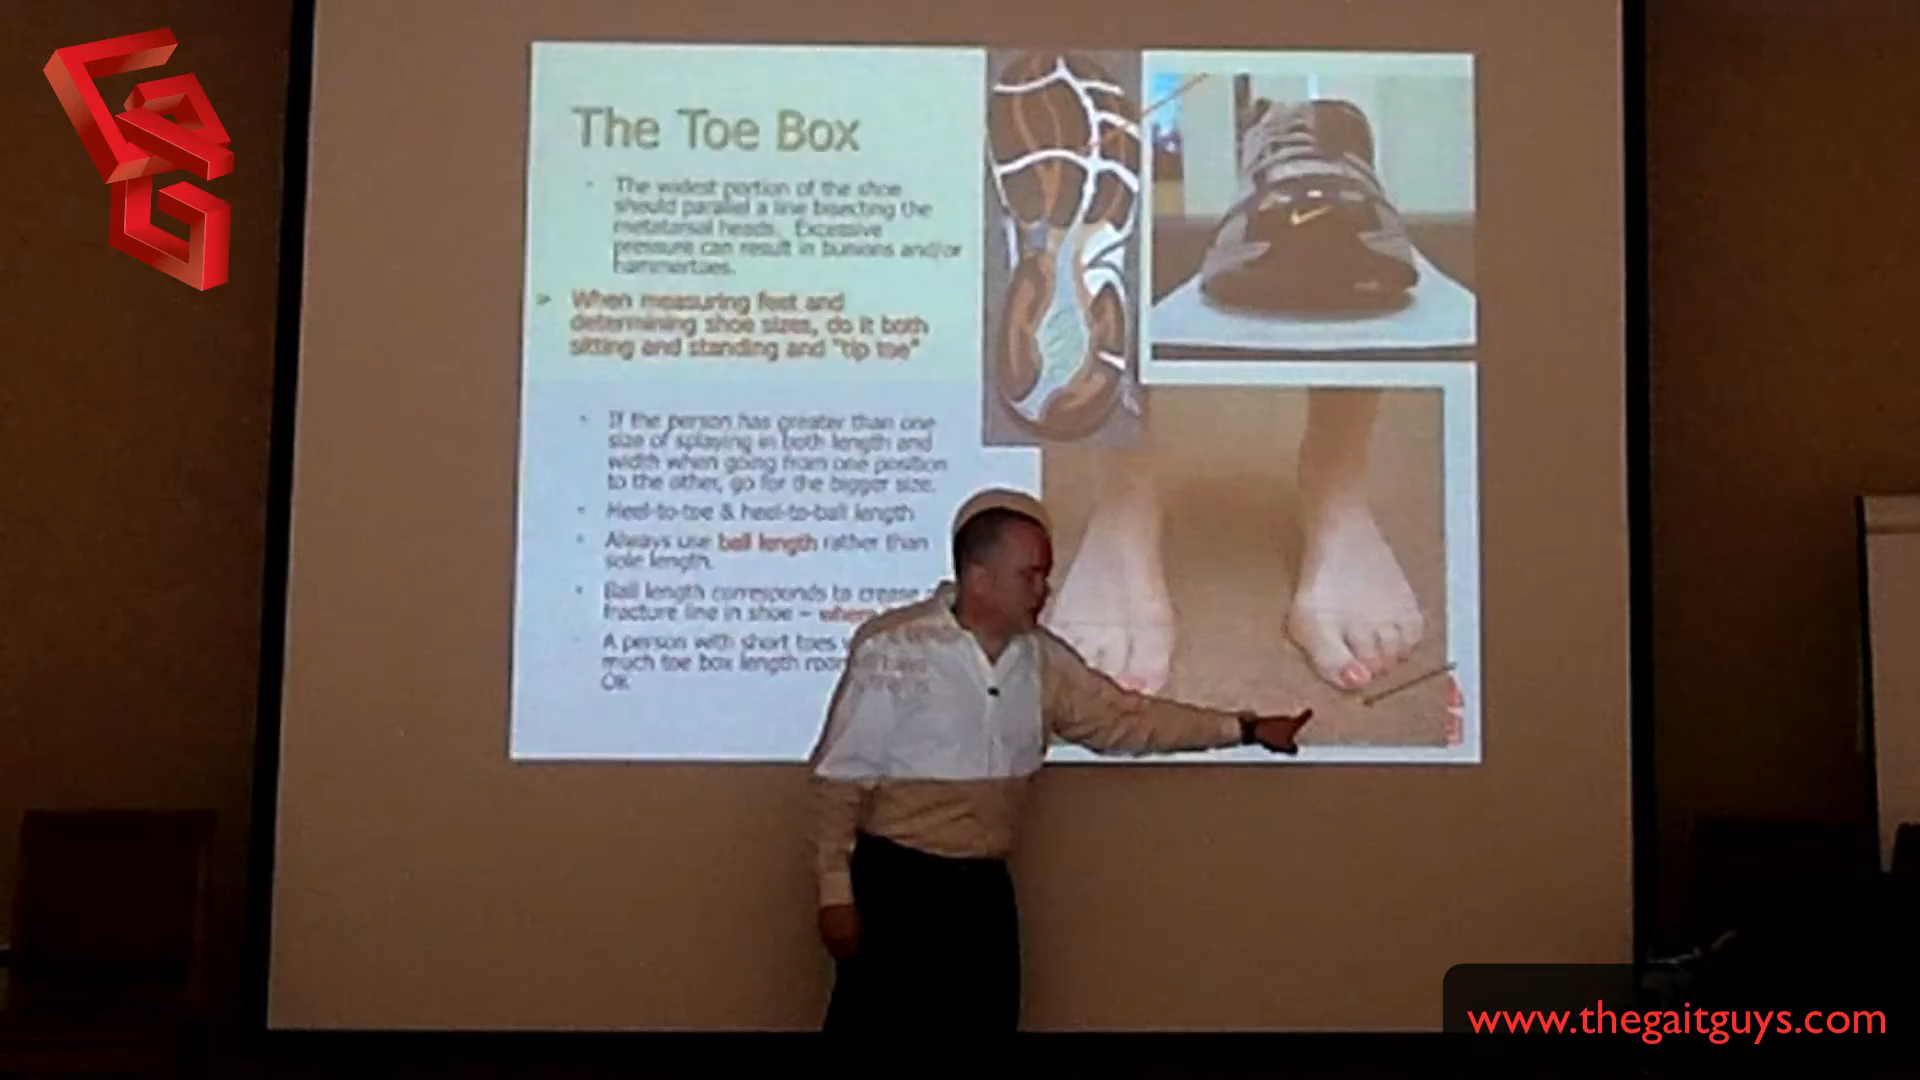 The Toe Box
The widest portion of the shoe
should parallel a line bisecting the
metatarsal heads. Excessive
pressure can result in bunions and/or
hammertoes.
When measuring feet and
determining shoe sizes, do it both
sitting and standing and "tip toe"
If the person has greater than one
size of splaying in both length and
width when going from one position
to the other, go for the bigger size.
Heel-to-toe & heel-to-ball length
Always use ball length rather than
sole length.
Ball length corresponds to crease
fracture line in shoe –
A person with short toes
much toe box length
OK
www.thegaitguys.com